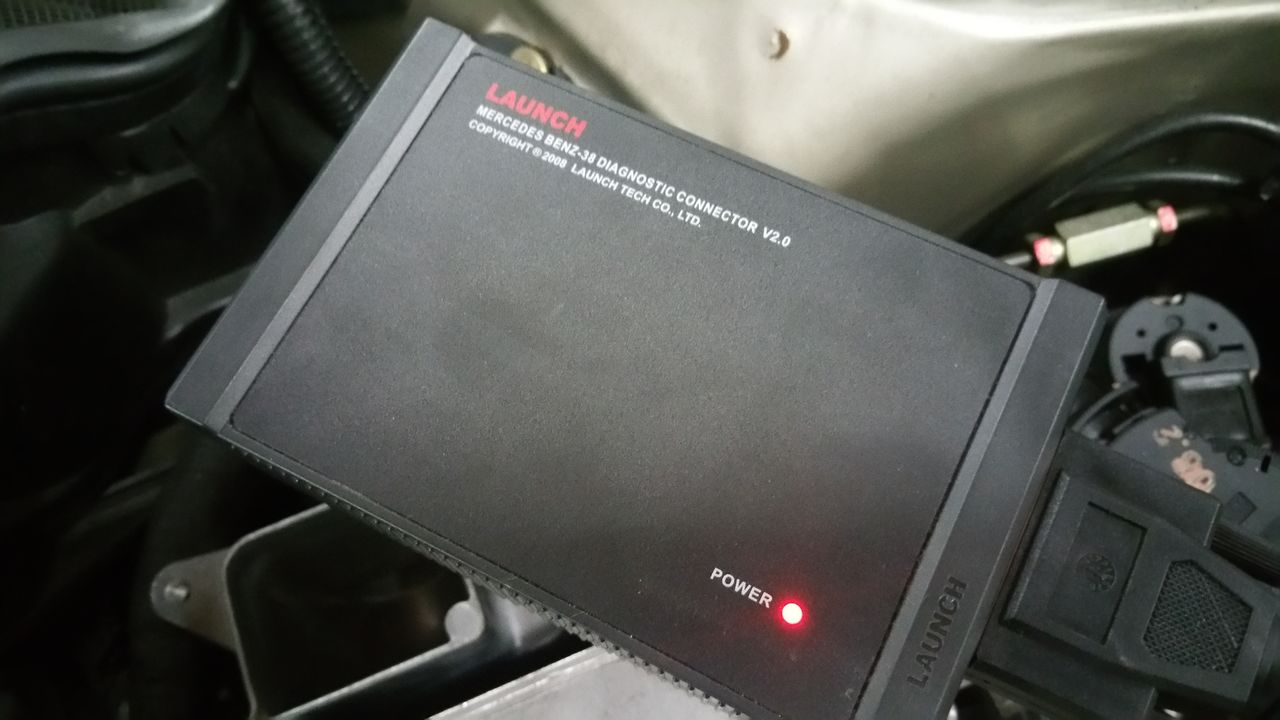 LAUNCH
MERCEDES BENZ-38 DIAGNOSTIC CONNECTOR V2.0
COPYRIGHT ® 2008 LAUNCH TECH CO., LTD.
POWER
LAUNCH